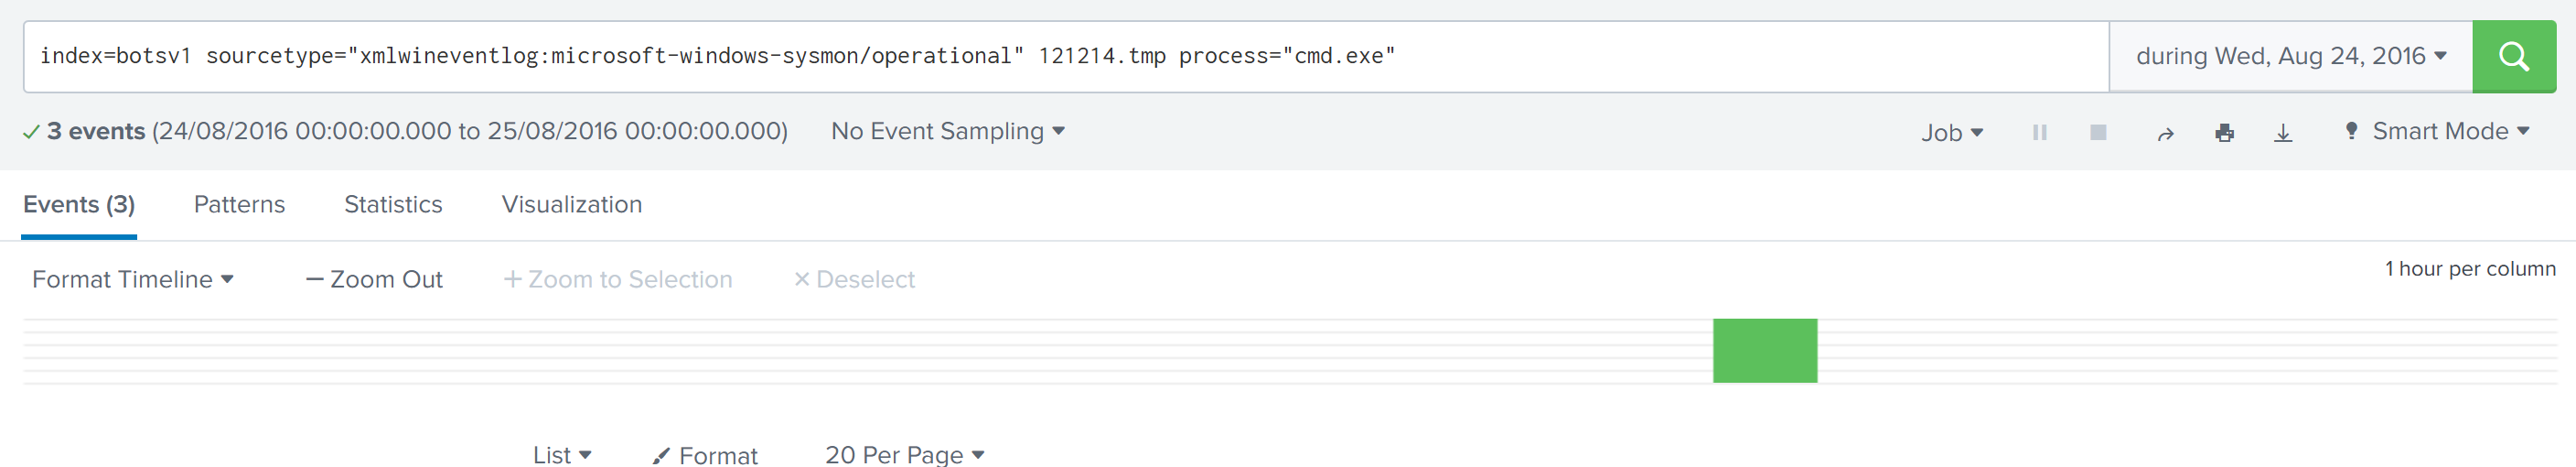 index=botsv1 sourcetype="xmlwineventlog:microsoft-windows-sysmon/operational" 121214.tmp process="cmd.exe" during Wed, Aug 24, 2016
3 events (24/08/2016 00:00:00.000 to 25/08/2016 00:00:00.000) No Event Sampling Job Smart Mode
Events (3) Patterns Statistics Visualization
Format Timeline — Zoom Out + Zoom to Selection × Deselect 1 hour per column
List Format 20 Per Page